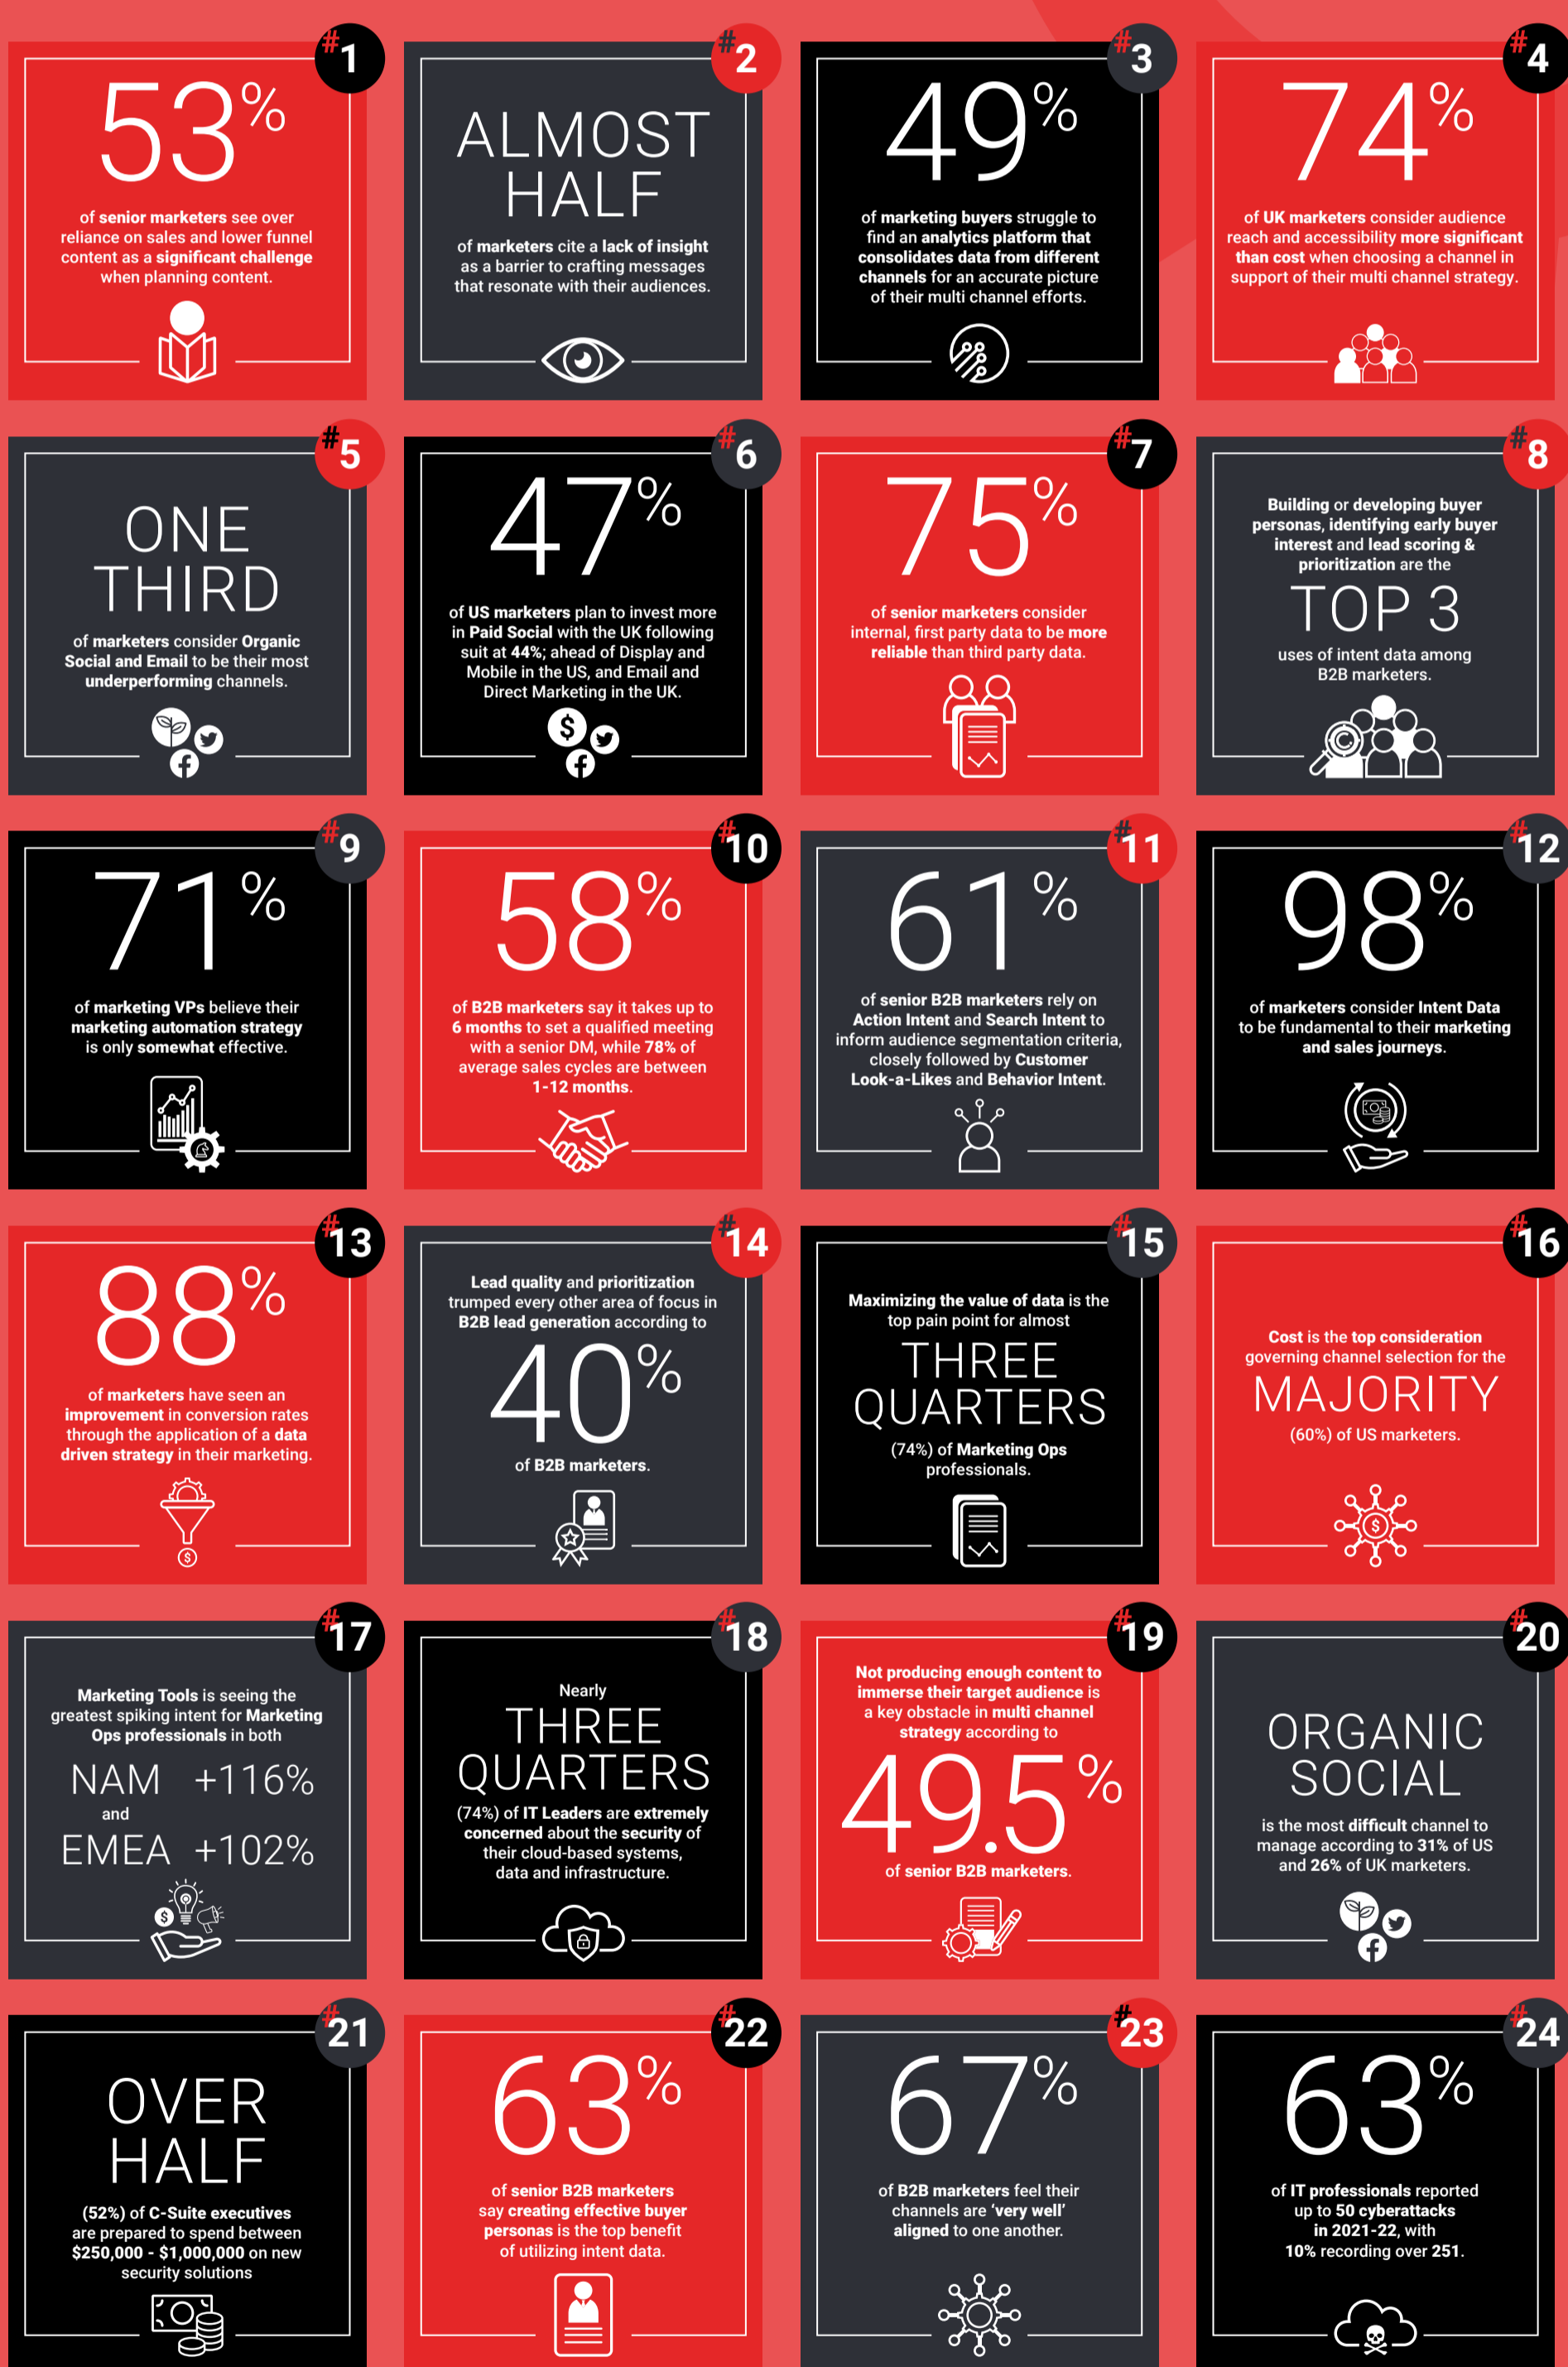 #1
53%
of senior marketers see over
reliance on sales and lower funnel
content as a significant challenge
when planning content.
#2
ALMOST
HALF
of marketers cite a lack of insight
as a barrier to crafting messages
that resonate with their audiences.
#3
49%
of marketing buyers struggle to
find an analytics platform that
consolidates data from different
channels for an accurate picture
of their multi channel efforts.
#4
74%
of UK marketers consider audience
reach and accessibility more significant
than cost when choosing a channel in
support of their multi channel strategy.
#5
ONE
THIRD
of marketers consider Organic
Social and Email to be their most
underperforming channels.
#6
47%
of US marketers plan to invest more
in Paid Social with the UK following
suit at 44%; ahead of Display and
Mobile in the US, and Email and
Direct Marketing in the UK.
$
#7
75%
of senior marketers consider
internal, first party data to be more
reliable than third party data.
#8
Building or developing buyer
personas, identifying early buyer
interest and lead scoring &
prioritization are the
TOP 3
uses of intent data among
B2B marketers.
#9
71%
of marketing VPs believe their
marketing automation strategy
is only somewhat effective.
#10
58%
of B2B marketers say it takes up to
6 months to set a qualified meeting
with a senior DM, while 78% of
average sales cycles are between
1-12 months.
#11
61%
of senior B2B marketers rely on
Action Intent and Search Intent to
inform audience segmentation criteria,
closely followed by Customer
Look-a-Likes and Behavior Intent.
#12
98%
of marketers consider Intent Data
to be fundamental to their marketing
and sales journeys.
#13
88%
of marketers have seen an
improvement in conversion rates
through the application of a data
driven strategy in their marketing.
$
#14
Lead quality and prioritization
trumped every other area of focus in
B2B lead generation according to
40%
of B2B marketers.
#15
Maximizing the value of data is the
top pain point for almost
THREE
QUARTERS
(74%) of Marketing Ops
professionals.
#16
Cost is the top consideration
governing channel selection for the
MAJORITY
(60%) of US marketers.
$
#17
Marketing Tools is seeing the
greatest spiking intent for Marketing
Ops professionals in both
NAM +116%
and
EMEA +102%
$
#18
Nearly
THREE
QUARTERS
(74%) of IT Leaders are extremely
concerned about the security of
their cloud-based systems,
data and infrastructure.
#19
Not producing enough content to
immerse their target audience is
a key obstacle in multi channel
strategy according to
49.5%
of senior B2B marketers.
#20
ORGANIC
SOCIAL
is the most difficult channel to
manage according to 31% of US
and 26% of UK marketers.
#21
OVER
HALF
(52%) of C-Suite executives
are prepared to spend between
$250,000 - $1,000,000 on new
security solutions
#22
63%
of senior B2B marketers
say creating effective buyer
personas is the top benefit
of utilizing intent data.
#23
67%
of B2B marketers feel their
channels are ‘very well’
aligned to one another.
#24
63%
of IT professionals reported
up to 50 cyberattacks
in 2021-22, with
10% recording over 251.